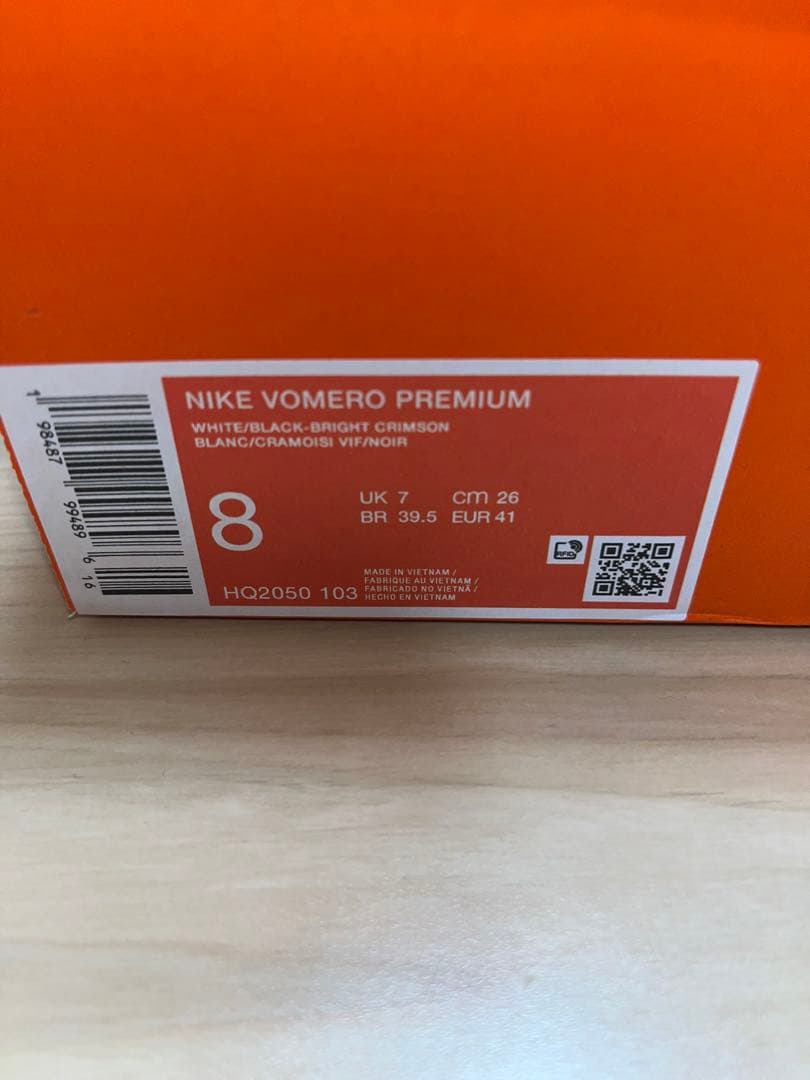 NIKE VOMERO PREMIUM
WHITE/BLACK-BRIGHT CRIMSON
BLANC/CRAMOISI VIF/NOIR
8
UK 7 cm 26
BR 39.5 EUR 41
HQ2050 103
MADE IN VIETNAM /
FABRIQUE AU VIETNAM /
FABRICADO NO VIETNÃ /
HECHO EN VIETNAM
RFID
1 98487 99489 6 16